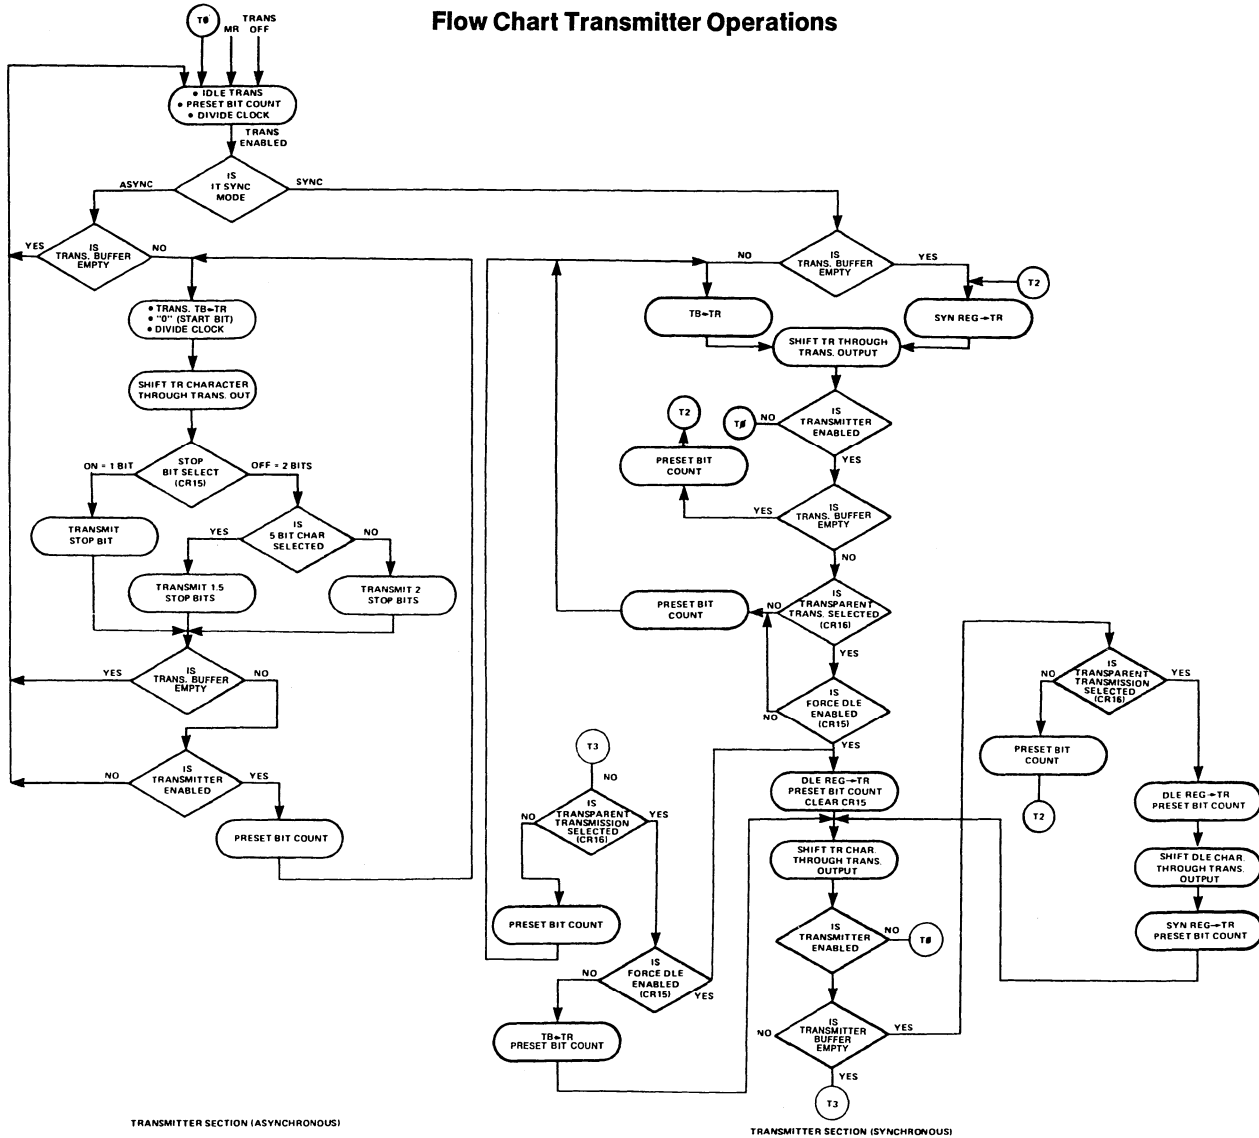 Flow Chart Transmitter Operations
TØ
MR
TRANS
OFF
• IDLE TRANS
• PRESET BIT COUNT
• DIVIDE CLOCK
TRANS
ENABLED
IS
IT SYNC
MODE
ASYNC
SYNC
IS
TRANS. BUFFER
EMPTY
YES
NO
• TRANS. TB→TR
• "0" (START BIT)
• DIVIDE CLOCK
SHIFT TR CHARACTER
THROUGH TRANS. OUT
STOP
BIT SELECT
(CR15)
ON = 1 BIT
OFF = 2 BITS
TRANSMIT
STOP BIT
IS
5 BIT CHAR
SELECTED
YES
NO
TRANSMIT 1.5
STOP BITS
TRANSMIT 2
STOP BITS
IS
TRANS. BUFFER
EMPTY
YES
NO
IS
TRANSMITTER
ENABLED
NO
YES
PRESET BIT COUNT
TRANSMITTER SECTION (ASYNCHRONOUS)
IS
TRANS. BUFFER
EMPTY
NO
YES
T2
TB→TR
SYN REG→TR
SHIFT TR THROUGH
TRANS. OUTPUT
IS
TRANSMITTER
ENABLED
NO
TØ
YES
T2
PRESET BIT
COUNT
IS
TRANS. BUFFER
EMPTY
YES
NO
IS
TRANSPARENT
TRANS. SELECTED
(CR16)
NO
PRESET BIT
COUNT
YES
IS
FORCE DLE
ENABLED
(CR15)
NO
YES
DLE REG→TR
PRESET BIT COUNT
CLEAR CR15
SHIFT TR CHAR.
THROUGH TRANS.
OUTPUT
IS
TRANSMITTER
ENABLED
NO
TØ
IS
TRANSMITTER
BUFFER
EMPTY
NO
YES
YES
T3
T3
NO
IS
TRANSPARENT
TRANSMISSION
SELECTED
(CR16)
NO
YES
PRESET BIT COUNT
IS
FORCE DLE
ENABLED
(CR15)
NO
YES
TB→TR
PRESET BIT COUNT
IS
TRANSPARENT
TRANSMISSION
SELECTED
(CR16)
NO
YES
PRESET BIT
COUNT
T2
DLE REG→TR
PRESET BIT COUNT
SHIFT DLE CHAR.
THROUGH TRANS.
OUTPUT
SYN REG→TR
PRESET BIT COUNT
TRANSMITTER SECTION (SYNCHRONOUS)